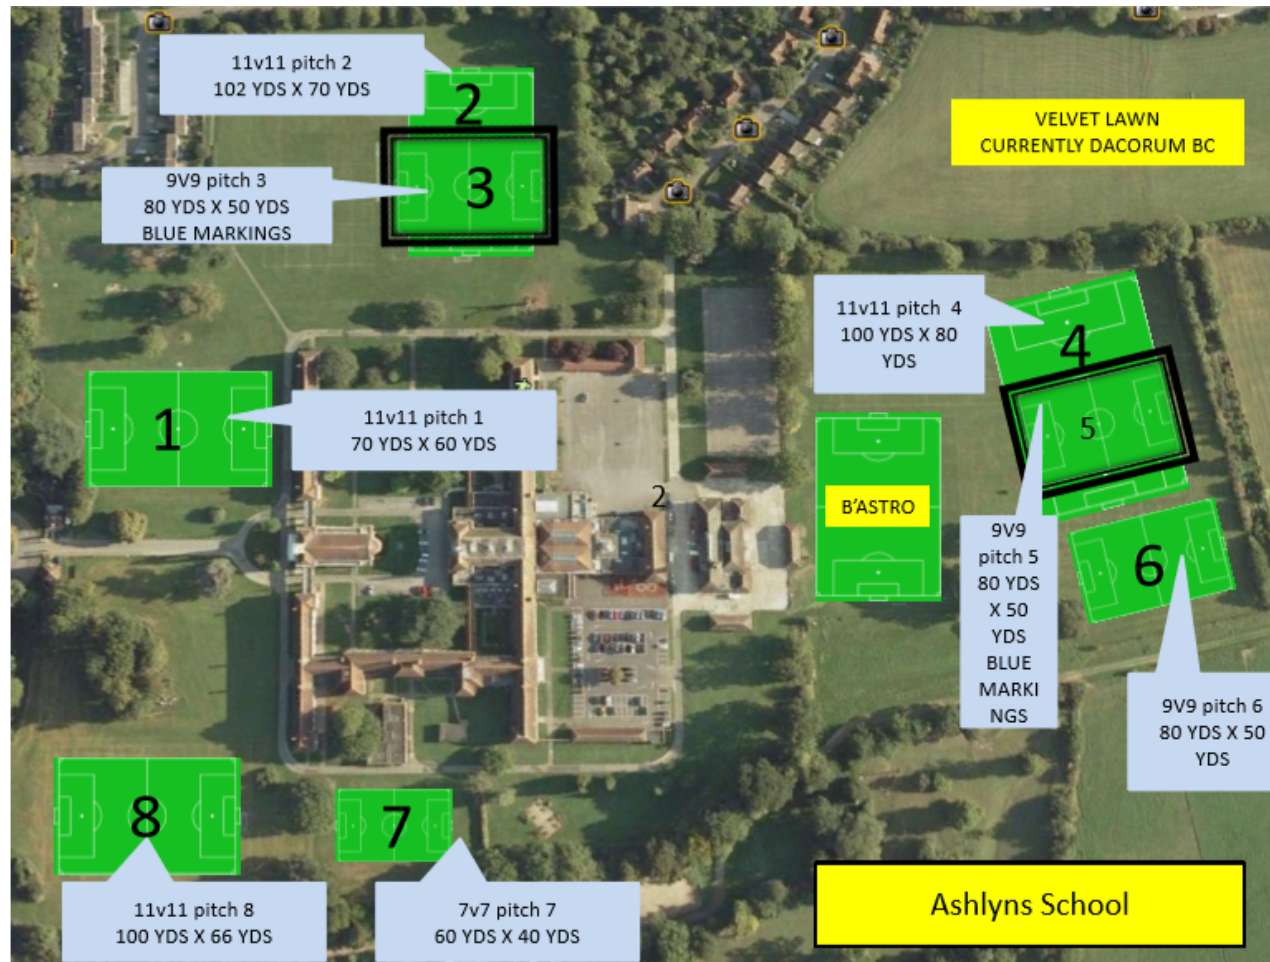 11v11 pitch 2
102 YDS X 70 YDS
2
VELVET LAWN
CURRENTLY DACORUM BC
9V9 pitch 3
80 YDS X 50 YDS
BLUE MARKINGS
3
11v11 pitch  4
100 YDS X 80
YDS
4
1
11v11 pitch 1
70 YDS X 60 YDS
5
2
B’ASTRO
9V9
pitch 5
80 YDS
X 50
YDS
BLUE
MARKI
NGS
6
9V9 pitch 6
80 YDS X 50
YDS
8
7
11v11 pitch 8
100 YDS X 66 YDS
7v7 pitch 7
60 YDS X 40 YDS
Ashlyns School